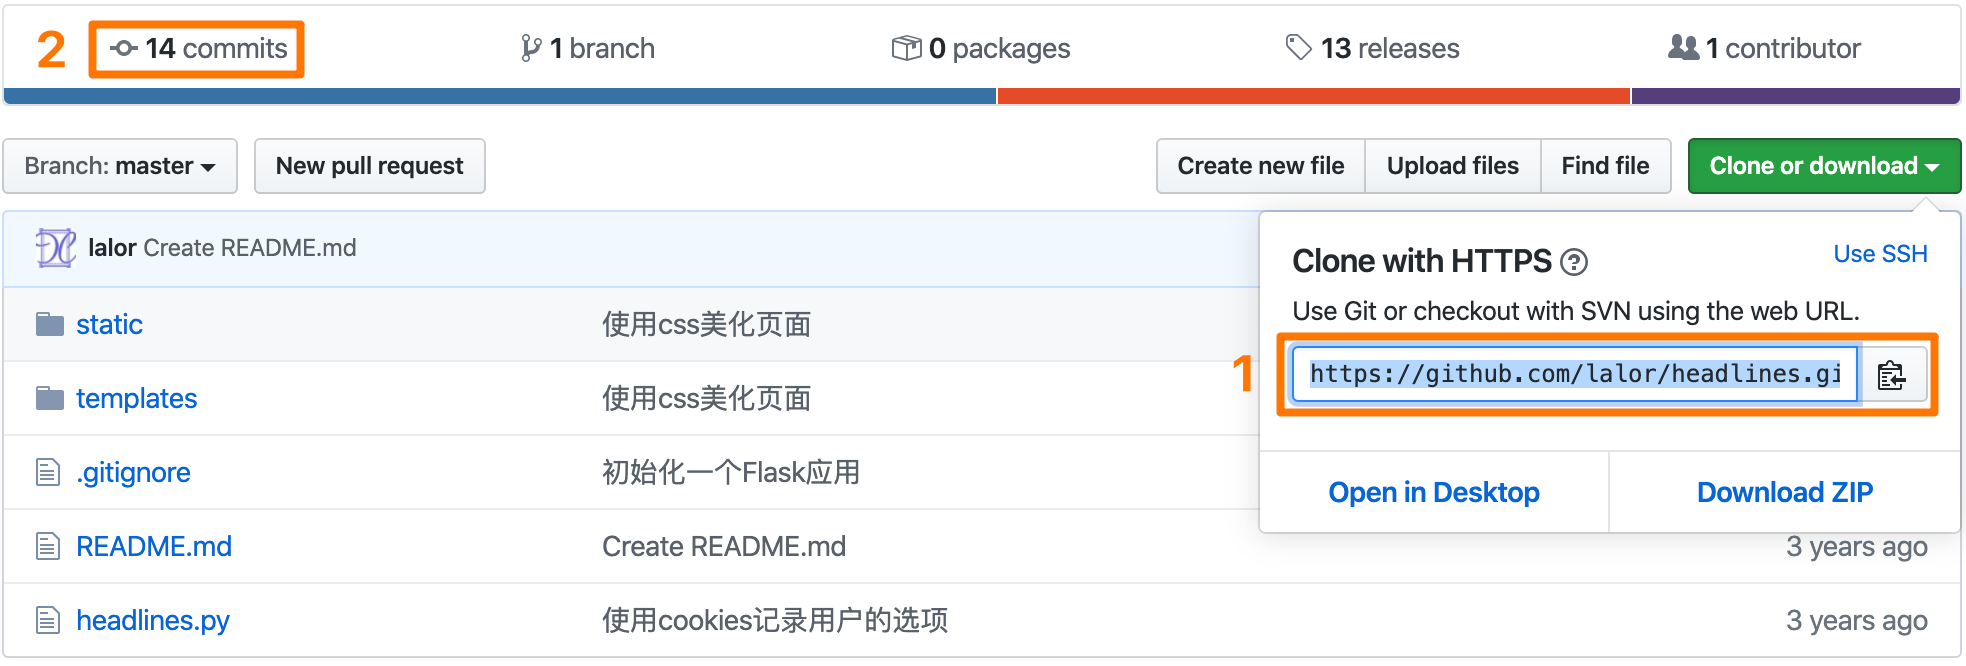 2 14 commits 1 branch 0 packages 13 releases 1 contributor
Branch: master New pull request Create new file Upload files Find file Clone or download
lalor Create README.md
Clone with HTTPS ? Use SSH
Use Git or checkout with SVN using the web URL.
static 使用css美化页面
1 https://github.com/lalor/headlines.gi
templates 使用css美化页面
.gitignore 初始化一个Flask应用
Open in Desktop Download ZIP
README.md Create README.md 3 years ago
headlines.py 使用cookies记录用户的选项 3 years ago